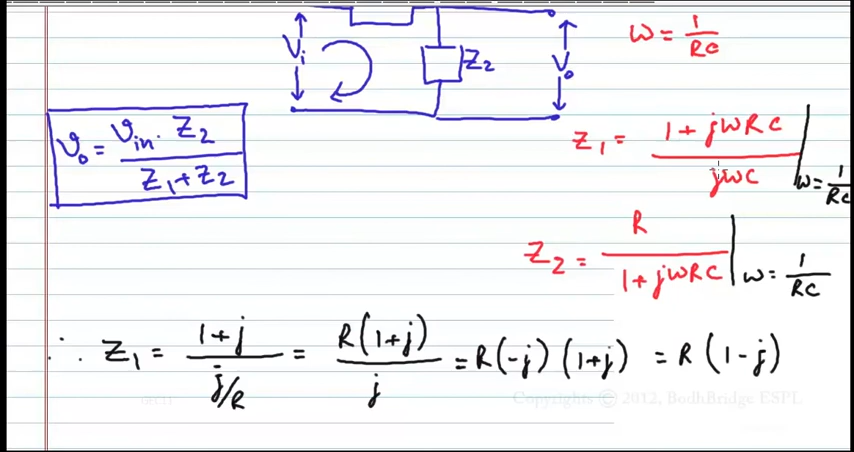 Vi
Z2
Vo
ω = 1/RC
Vo = Vin. Z2 / Z1 + Z2
Z1 = 1 + jωRC / jωC | ω = 1/RC
Z2 = R / 1 + jωRC | ω = 1/RC
∴ Z1 = 1 + j / j/R = R(1+j) / j = R(-j) (1+j) = R (1-j)
Copyrights © 2012, BodhBridge ESPL